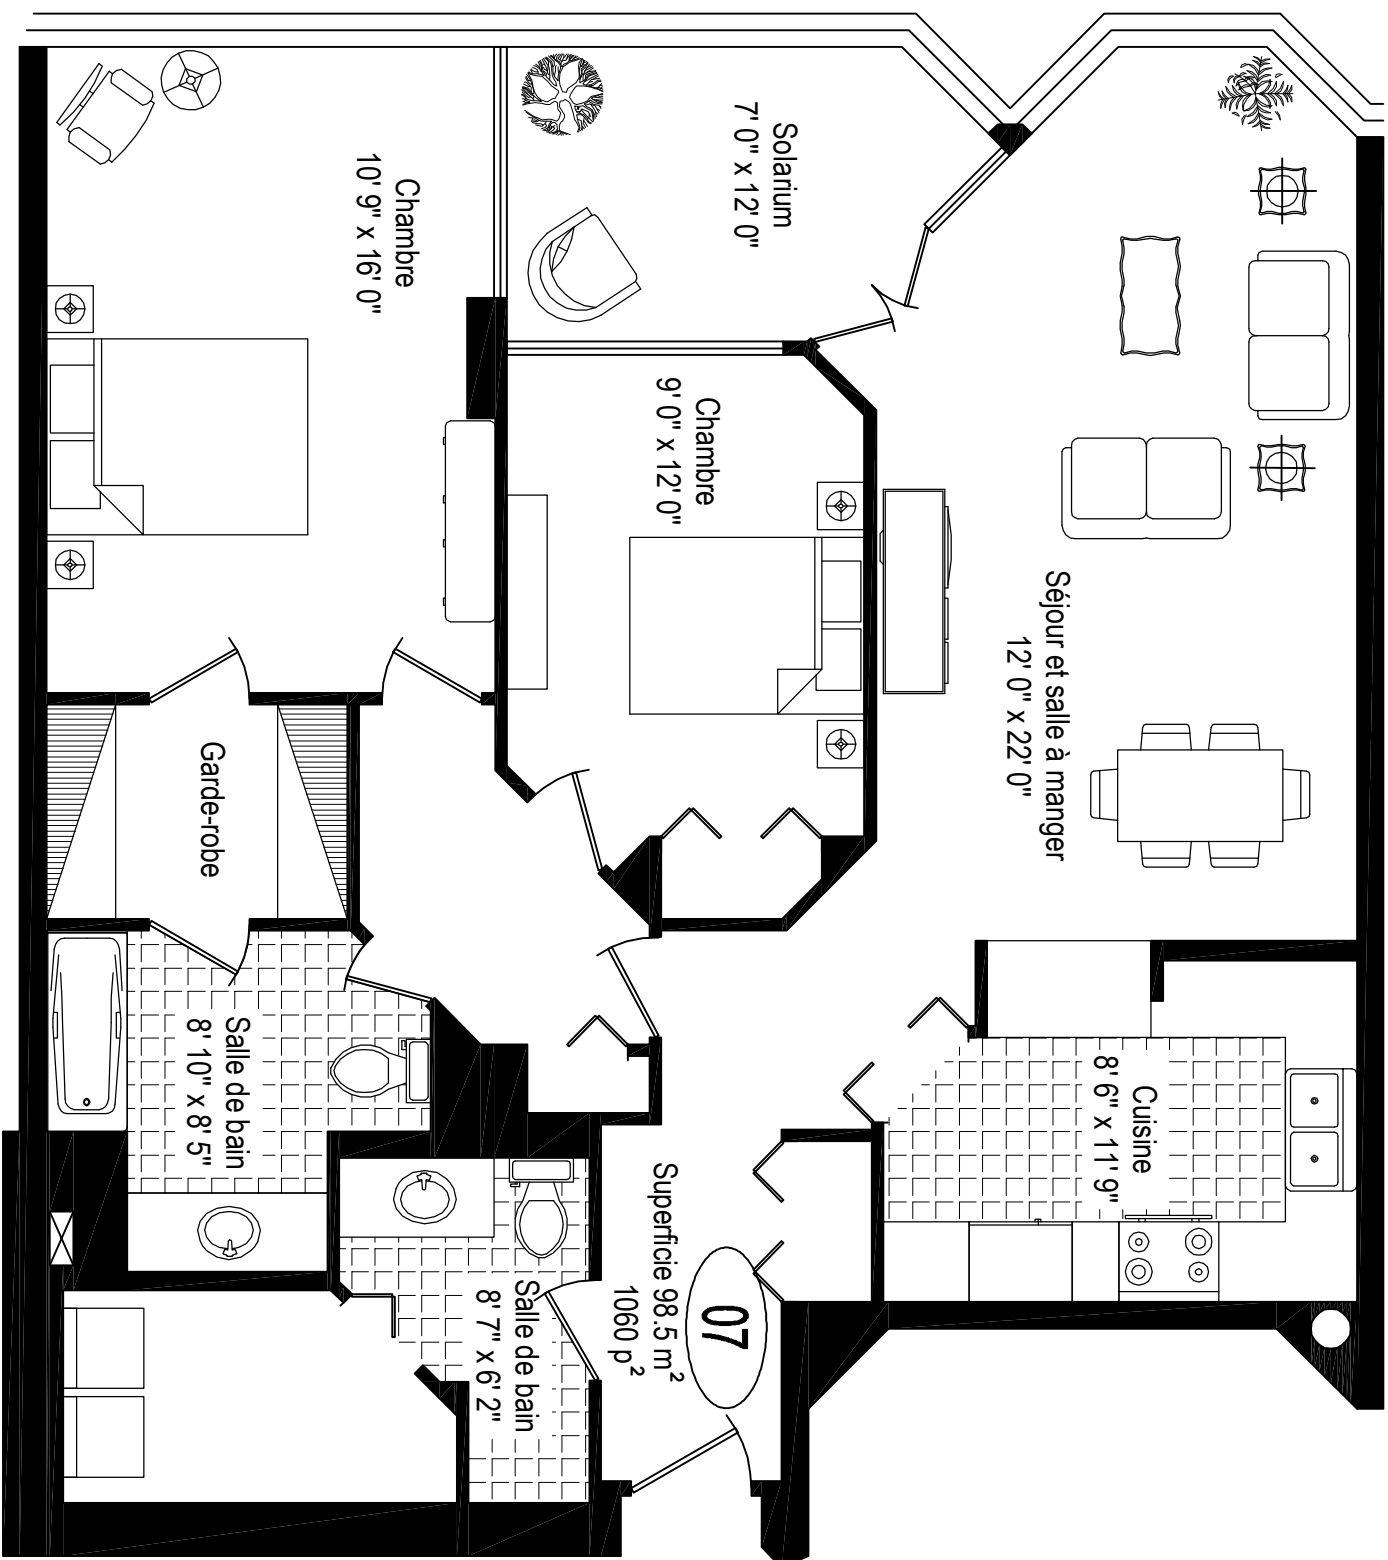 Solarium
7' 0" x 12' 0"
Chambre
10' 9" x 16' 0"
Chambre
9' 0" x 12' 0"
Séjour et salle à manger
12' 0" x 22' 0"
Garde-robe
Salle de bain
8' 10" x 8' 5"
Cuisine
8' 6" x 11' 9"
Superficie 98.5 m²
1060 p²
07
Salle de bain
8' 7" x 6' 2"